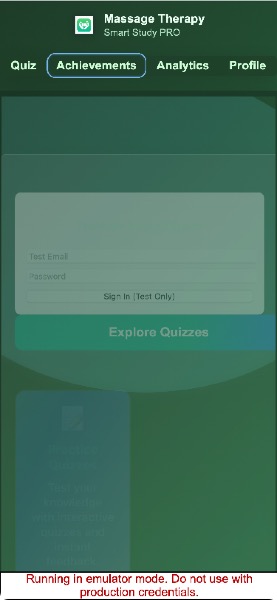 Massage Therapy
Smart Study PRO
Quiz
Achievements
Analytics
Profile
Test Email
Password
Sign In (Test Only)
Explore Quizzes
Running in emulator mode. Do not use with
production credentials.